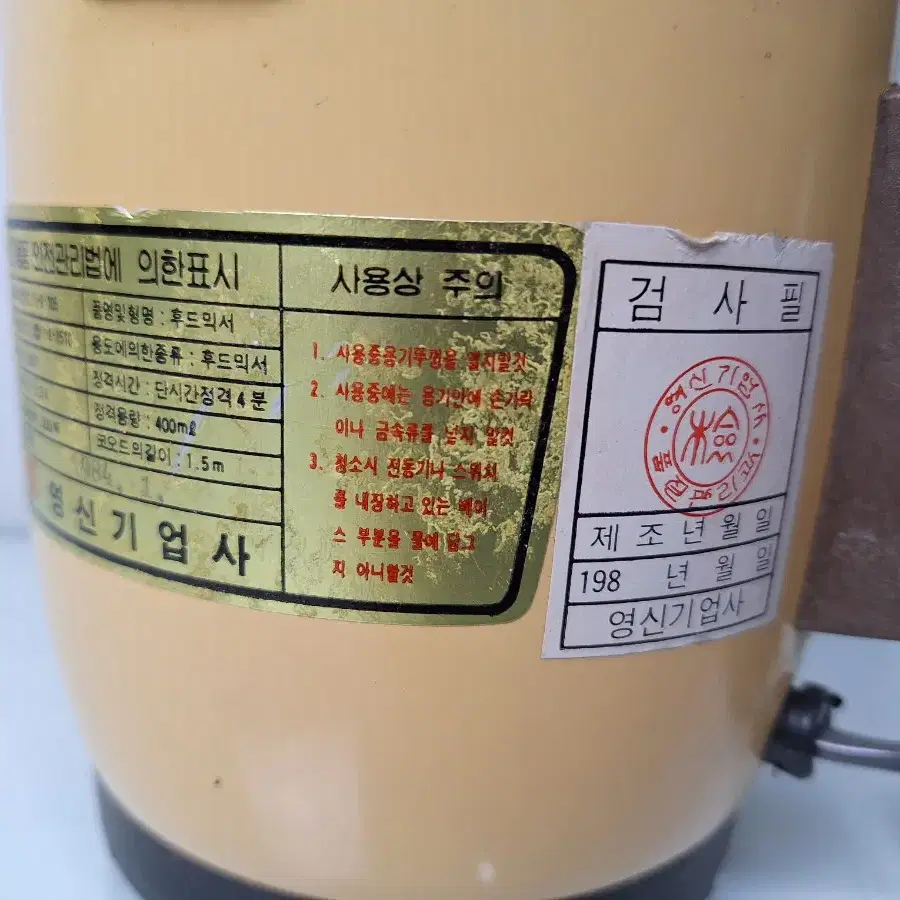 안전관리법에 의한표시
품명및형명 : 후드믹서
용도에의한종류 : 후드믹서
정격시간 : 단시간정격 4 분
정격용량 : 400㎖
코오드의길이 : 1.5m
1984. 1.
영신기업사
사용상 주의
1. 사용중용기뚜껑을 열지말것
2. 사용중에는 용기안에 손가락
이나 금속류를 넣지 말것
3. 청소시 전동기나 스위치
를 내장하고 있는 베이
스 부분을 물에 담그
지 아니할것
검 사 필
영신기업사
제 조 년 월 일
198 년 월 일
영신기업사